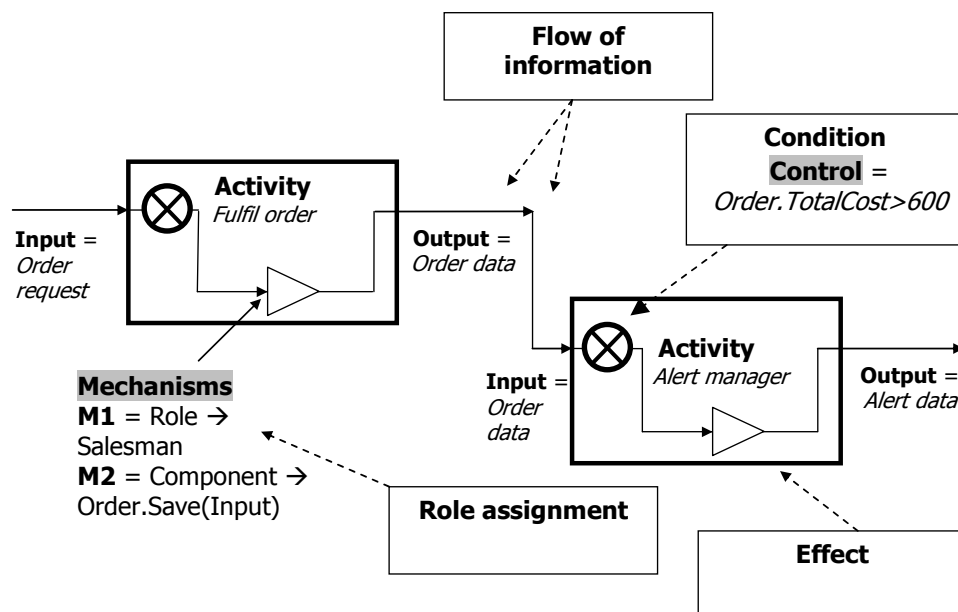 Flow of
information
Condition
Control =
Order.TotalCost>600
Activity
Fulfil order
Input =
Order
request
Output =
Order data
Mechanisms
M1 = Role →
Salesman
M2 = Component →
Order.Save(Input)
Activity
Alert manager
Input =
Order
data
Output =
Alert data
Role assignment
Effect